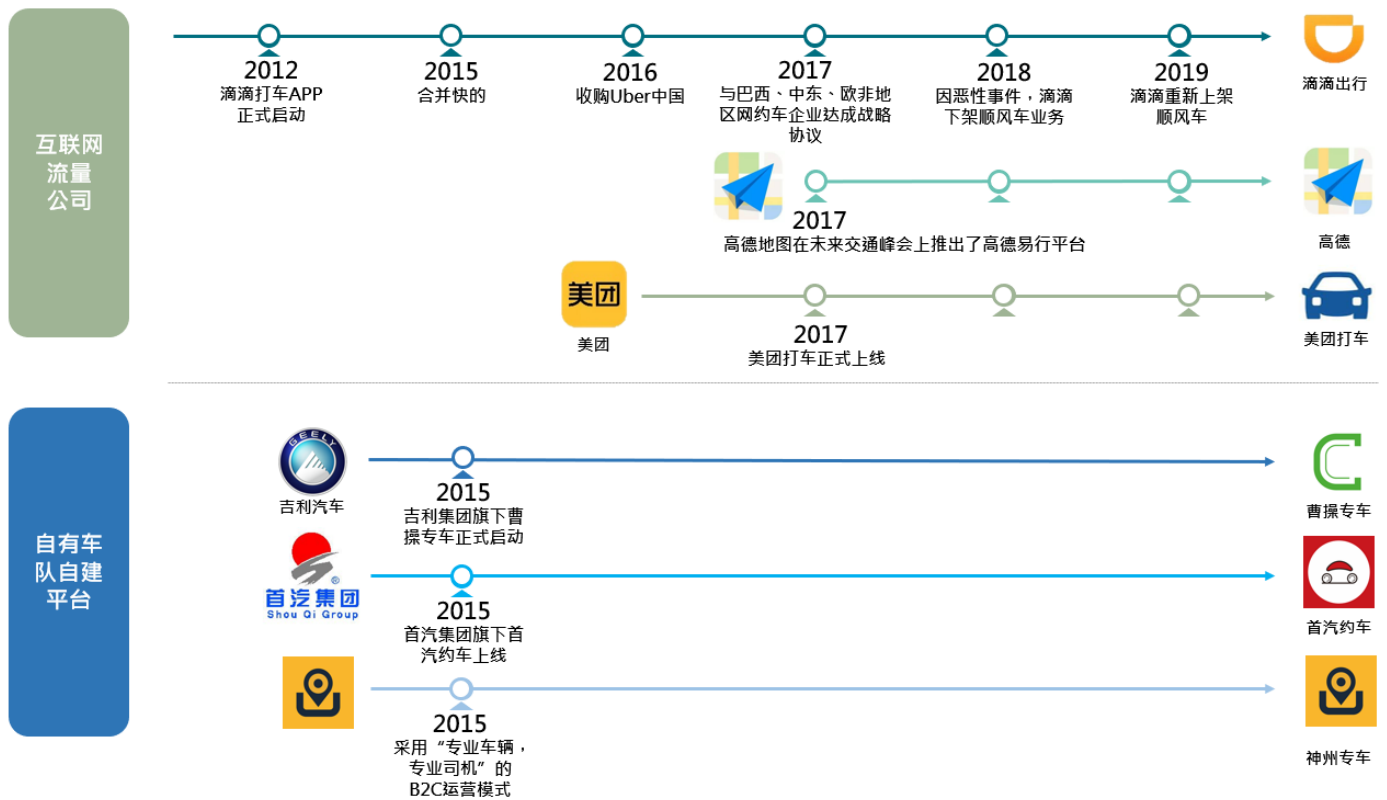 互联网
流量
公司
2012
滴滴打车APP
正式启动
2015
合并快的
2016
收购Uber中国
2017
与巴西、中东、欧非地
区网约车企业达成战略
协议
2018
因恶性事件，滴滴
下架顺风车业务
2019
滴滴重新上架
顺风车
滴滴出行
2017
高德地图在未来交通峰会上推出了高德易行平台
高德
美团
美团
2017
美团打车正式上线
美团打车
自有车
队自建
平台
GEELY
吉利汽车
2015
吉利集团旗下曹
操专车正式启动
曹操专车
®
首汽集团
Shou Qi Group
2015
首汽集团旗下首
汽约车上线
首汽约车
2015
采用“专业车辆，
专业司机”的
B2C运营模式
神州专车